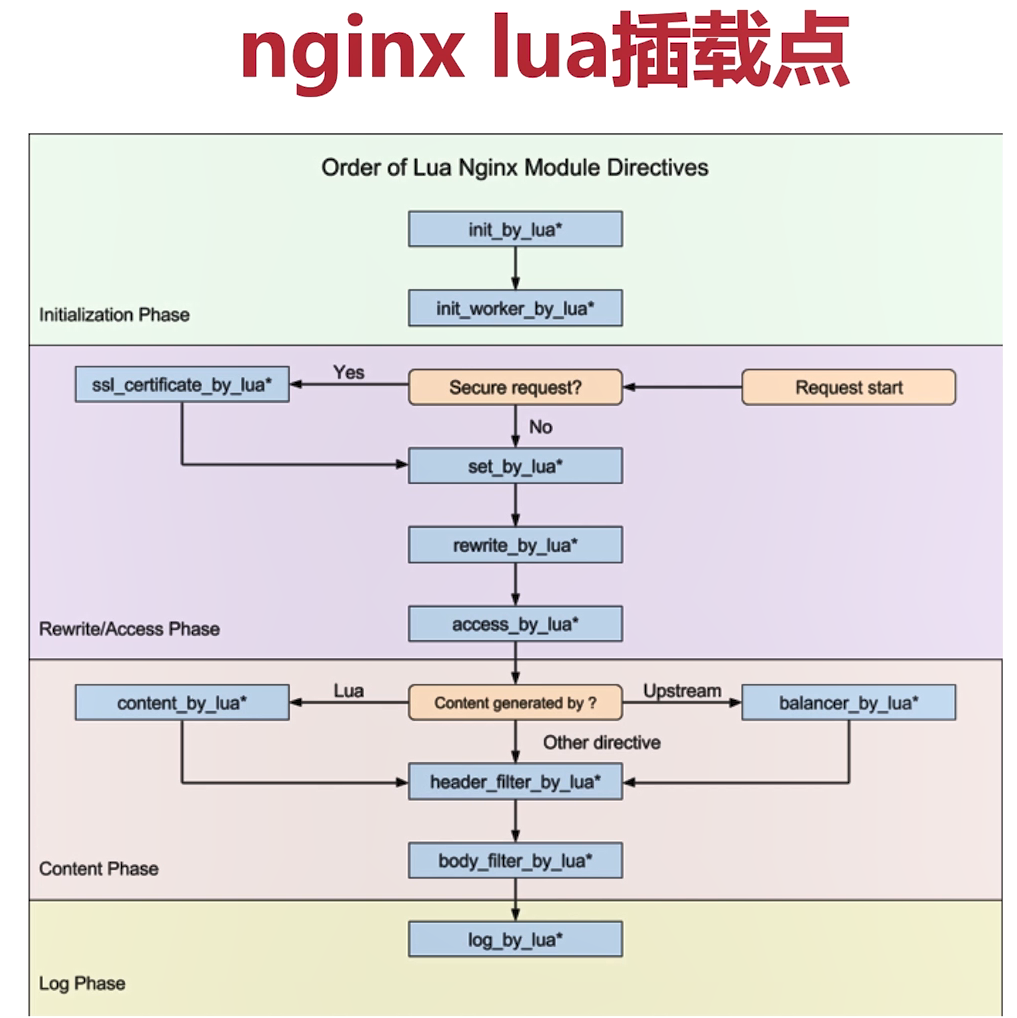 nginx lua插载点
Order of Lua Nginx Module Directives
init_by_lua*
init_worker_by_lua*
Initialization Phase
ssl_certificate_by_lua*
Yes
Secure request?
Request start
No
set_by_lua*
rewrite_by_lua*
access_by_lua*
Rewrite/Access Phase
content_by_lua*
Lua
Content generated by ?
Upstream
balancer_by_lua*
Other directive
header_filter_by_lua*
body_filter_by_lua*
Content Phase
log_by_lua*
Log Phase